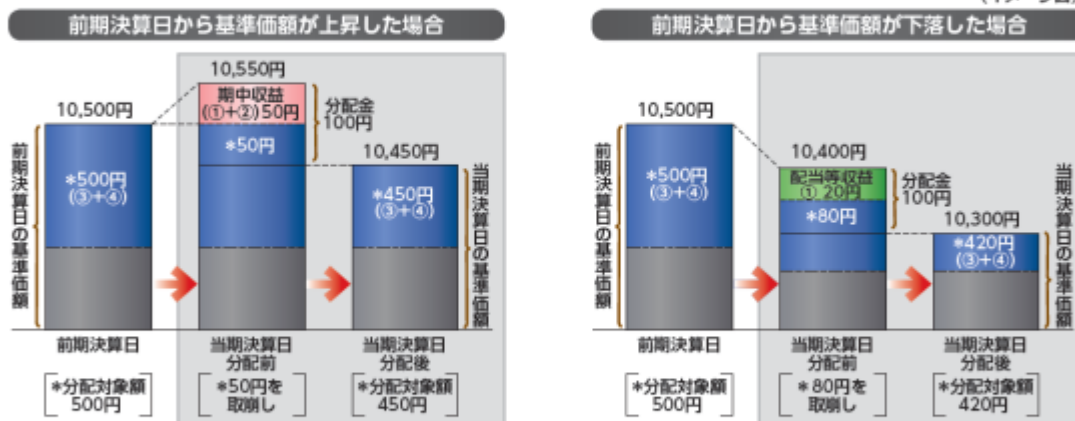 前期決算日から基準価額が上昇した場合
10,500円
10,550円
期中収益
(①+②)50円
*50円
分配金
100円
10,450円
*500円
(③+④)
*450円
(③+④)
前期決算日の基準価額
当期決算日の基準価額
前期決算日
当期決算日
分配前
当期決算日
分配後
*分配対象額
500円
*50円を
取崩し
*分配対象額
450円
前期決算日から基準価額が下落した場合
10,500円
10,400円
配当等収益
① 20円
*80円
分配金
100円
10,300円
*500円
(③+④)
*420円
(③+④)
前期決算日の基準価額
当期決算日の基準価額
前期決算日
当期決算日
分配前
当期決算日
分配後
*分配対象額
500円
*80円を
取崩し
*分配対象額
420円